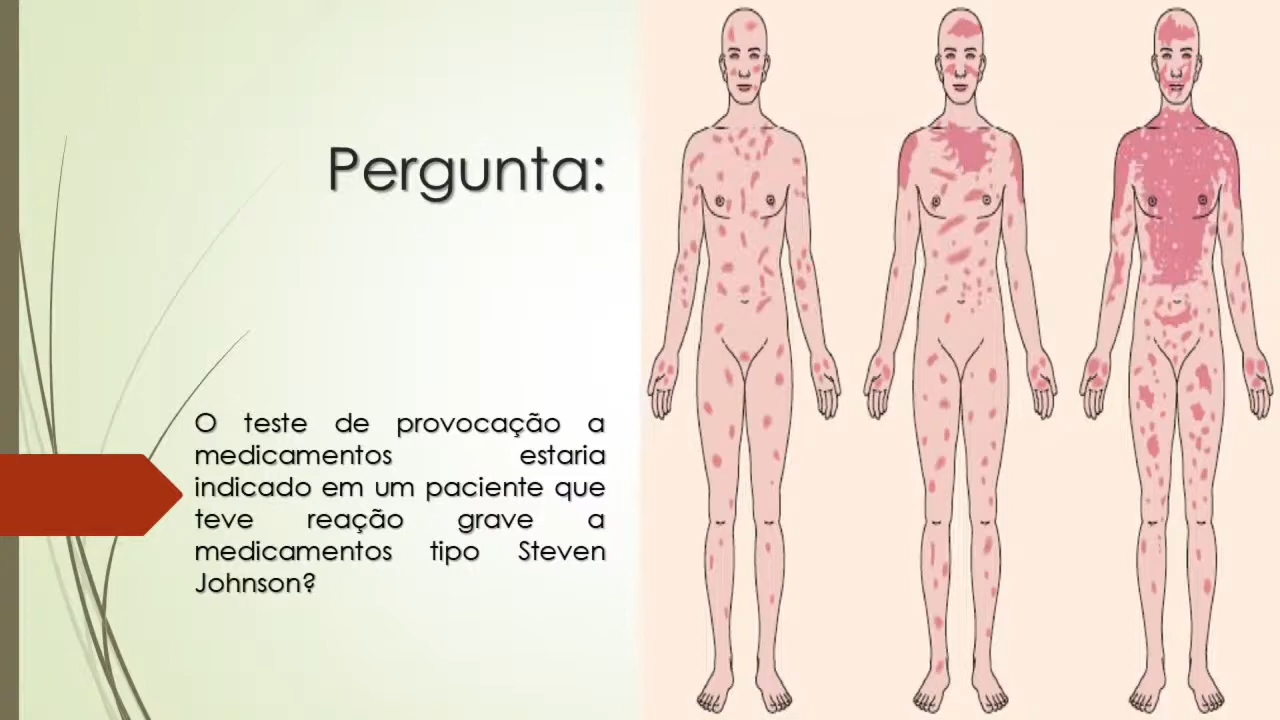 Pergunta:
O teste de provocação a
medicamentos estaria
indicado em um paciente que
teve reação grave a
medicamentos tipo Steven
Johnson?